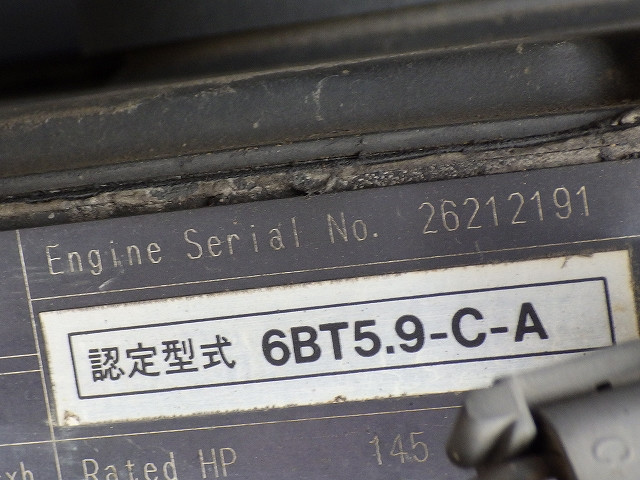 Engine Serial No. 26212191
認定型式 6BT5.9-C-A
Rated HP 145